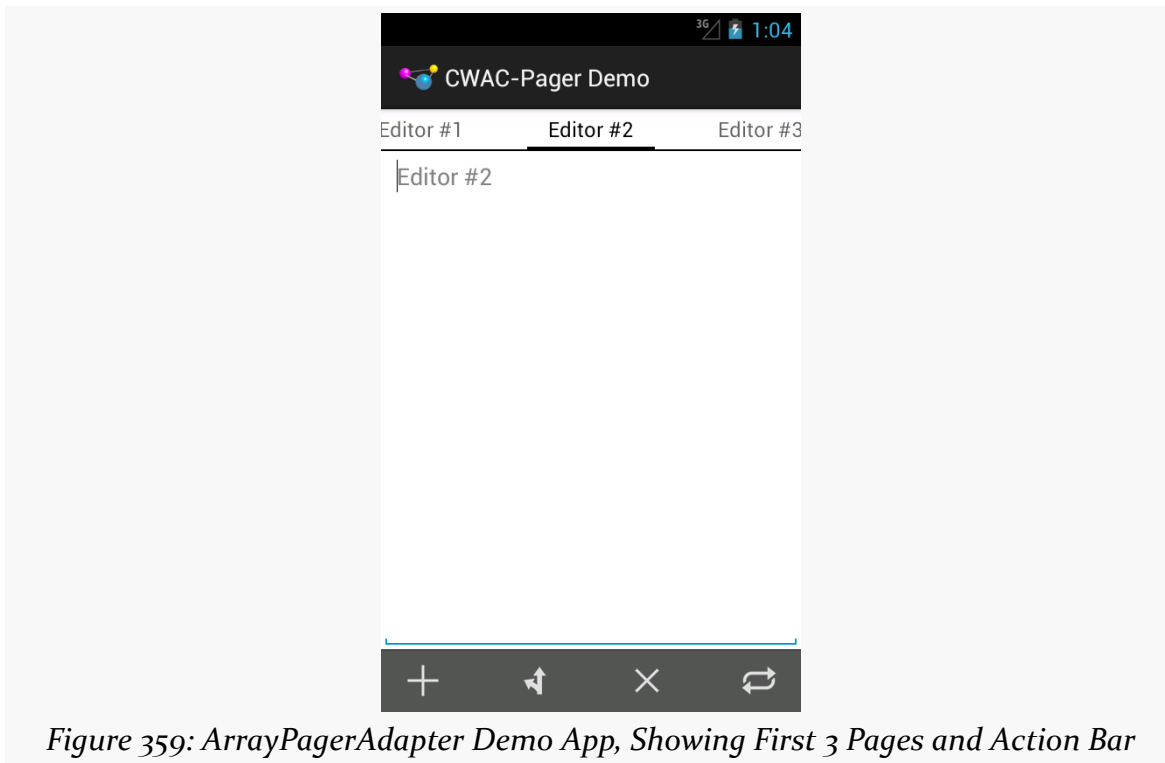 3G 1:04
CWAC-Pager Demo
Editor #1 Editor #2 Editor #3
Editor #2
Figure 359: ArrayPagerAdapter Demo App, Showing First 3 Pages and Action Bar